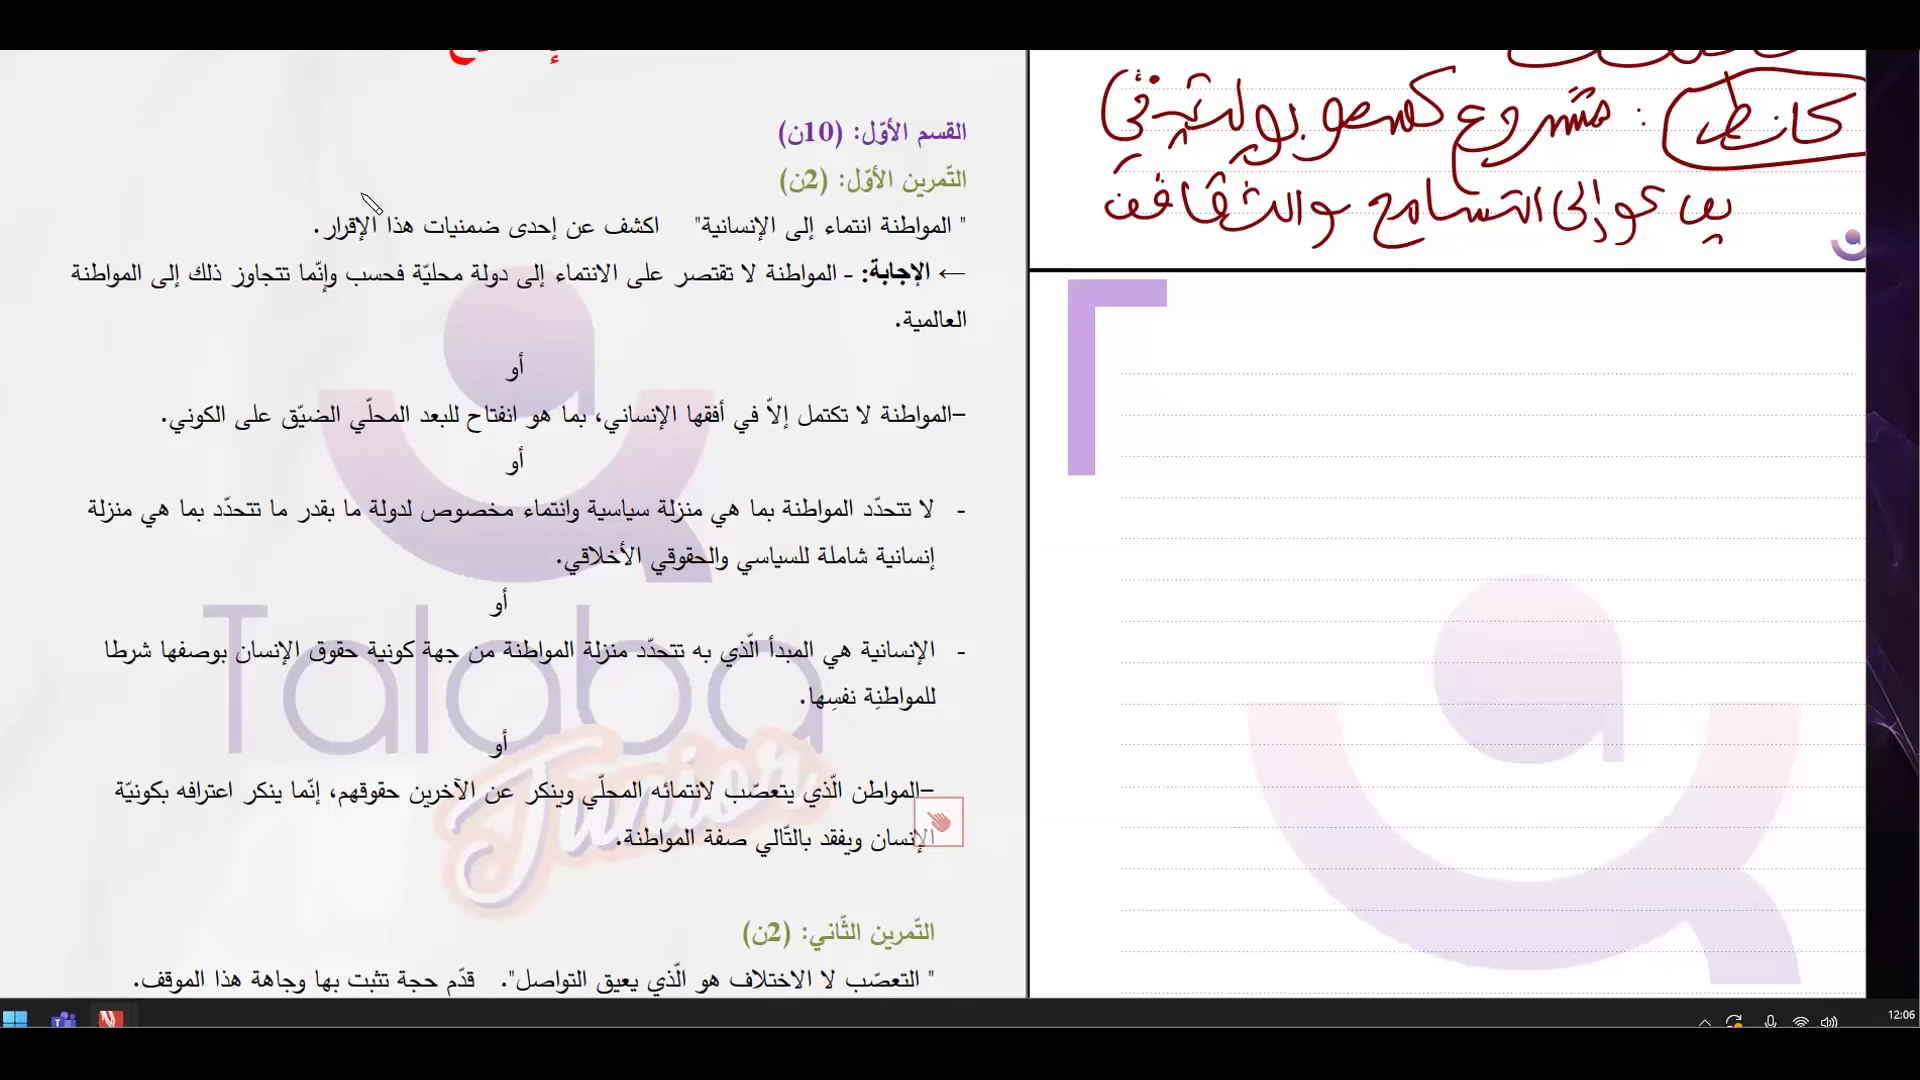 القسم الأوّل: (10ن)
التّمرين الأوّل: (2ن)
" المواطنة انتماء إلى الإنسانية" اكشف عن إحدى ضمنيات هذا الإقرار.
← الإجابة: - المواطنة لا تقتصر على الانتماء إلى دولة محليّة فحسب وإنّما تتجاوز ذلك إلى المواطنة
العالمية.
أو
–المواطنة لا تكتمل إلاّ في أفقها الإنساني، بما هو انفتاح للبعد المحلّي الضيّق على الكوني.
أو
- لا تتحدّد المواطنة بما هي منزلة سياسية وانتماء مخصوص لدولة ما بقدر ما تتحدّد بما هي منزلة
إنسانية شاملة للسياسي والحقوقي الأخلاقي.
أو
- الإنسانية هي المبدأ الّذي به تتحدّد منزلة المواطنة من جهة كونية حقوق الإنسان بوصفها شرطا
للمواطنِة نفسِها.
أو
–المواطن الّذي يتعصّب لانتمائه المحلّي وينكر عن الآخرين حقوقهم، إنّما ينكر اعترافه بكونيّة
الإنسان ويفقد بالتّالي صفة المواطنة.
التّمرين الثّاني: (2ن)
" التعصّب لا الاختلاف هو الّذي يعيق التواصل". قدّم حجة تثبت بها وجاهة هذا الموقف.
Talaba
Junior
كانط : مشروع كسموبوليتي
يدعو إلى التسامح والتثاقف
12:06